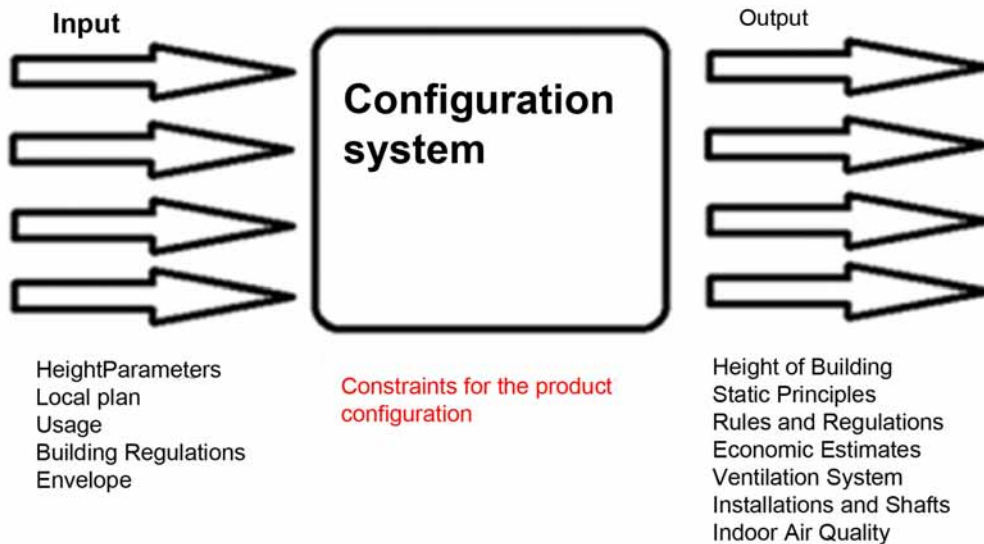 Input
Output
Configuration
system
HeightParameters
Local plan
Usage
Building Regulations
Envelope
Constraints for the product
configuration
Height of Building
Static Principles
Rules and Regulations
Economic Estimates
Ventilation System
Installations and Shafts
Indoor Air Quality